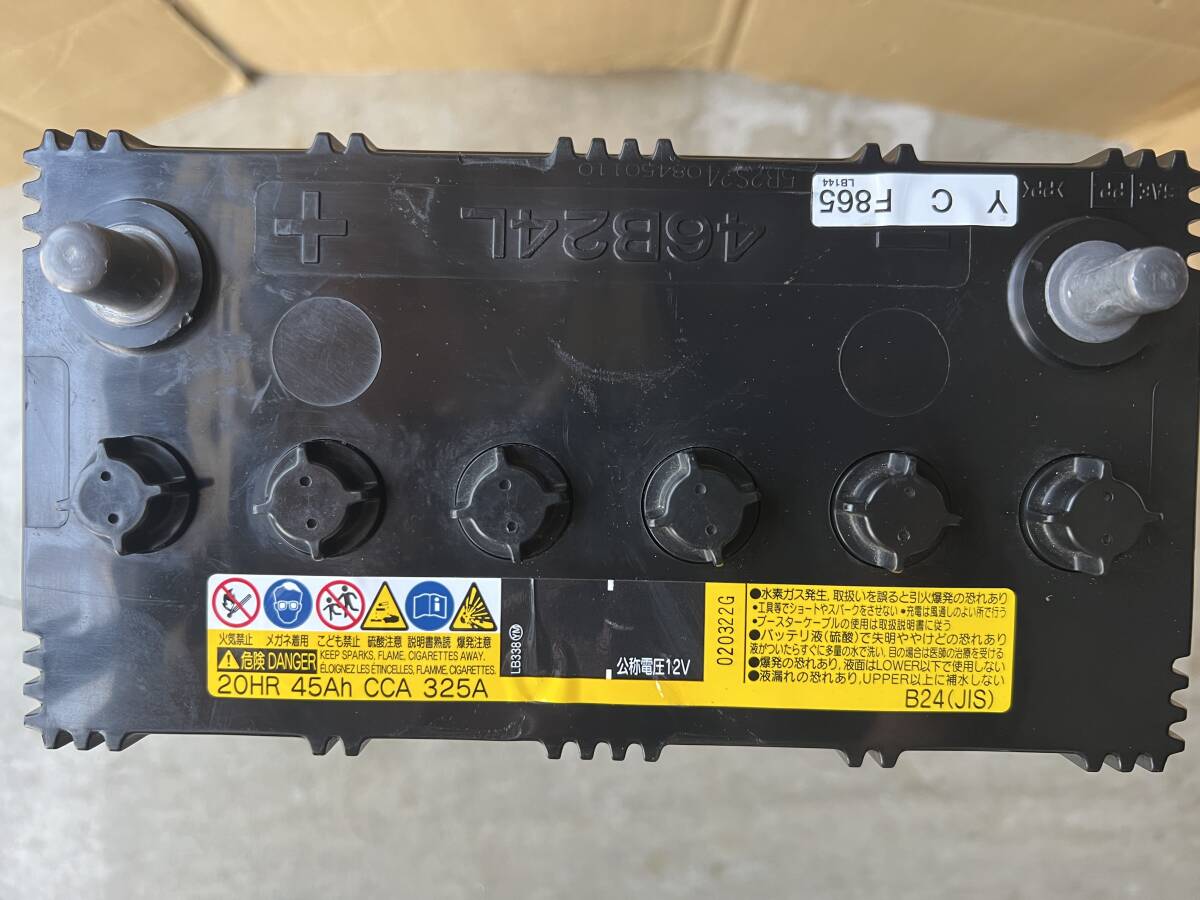 46B24L
Y C F865
LB144
>PP<
PP
SAE
火気禁止 メガネ着用 こども禁止 硫酸注意 説明書熟読 爆発注意
危険 DANGER
KEEP SPARKS, FLAME, CIGARETTES AWAY.
ÉLOIGNEZ LES ÉTINCELLES, FLAMME, CIGARETTES.
20HR 45Ah CCA 325A
LB338 YM
公称電圧12V
020322G
●水素ガス発生, 取扱いを誤ると引火爆発の恐れあり
•工具等でショートやスパークをさせない •充電は風通しのよい所で行う
•ブースターケーブルの使用は取扱説明書に従う
●バッテリ液(硫酸)で失明ややけどの恐れあり
液がついたらすぐに多量の水で洗い, 目の場合は医師の治療を受ける
●爆発の恐れあり, 液面はLOWER以下で使用しない
●液漏れの恐れあり, UPPER以上に補水しない
B24(JIS)